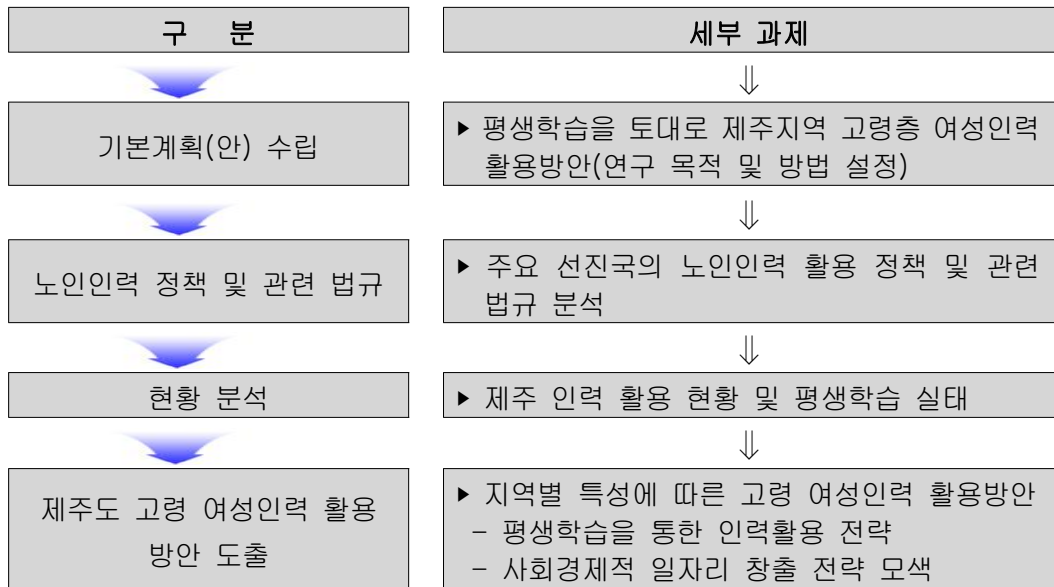 구 분
세부 과제
⇓
기본계획(안) 수립
▶ 평생학습을 토대로 제주지역 고령층 여성인력
활용방안(연구 목적 및 방법 설정)
⇓
노인인력 정책 및 관련 법규
▶ 주요 선진국의 노인인력 활용 정책 및 관련
법규 분석
⇓
현황 분석
▶ 제주 인력 활용 현황 및 평생학습 실태
⇓
제주도 고령 여성인력 활용
방안 도출
▶ 지역별 특성에 따른 고령 여성인력 활용방안
- 평생학습을 통한 인력활용 전략
- 사회경제적 일자리 창출 전략 모색